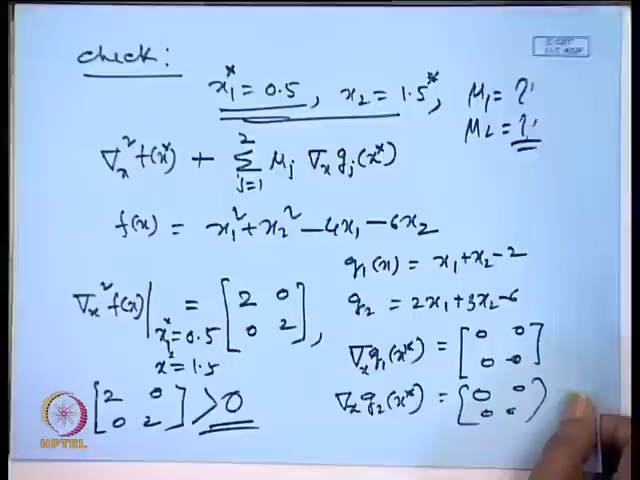 check:
x₁* = 0.5, x₂ = 1.5*, μ₁ = ?
μ₂ = ?
∇ₓ²f(x*) + Σ_{j=1}^{2} μⱼ ∇ₓ gⱼ(x*)
f(x) = x₁² + x₂² - 4x₁ - 6x₂
g₁(x) = x₁ + x₂ - 2
g₂ = 2x₁ + 3x₂ - 6
∇ₓ² f(x)| = [2 0; 0 2],
x₁* = 0.5
x* = 1.5
∇ₓ g₁(x*) = [0 0; 0 0]
∇ₓ g₂(x*) = [0 0; 0 0]
[2 0; 0 2] > 0
NPTEL